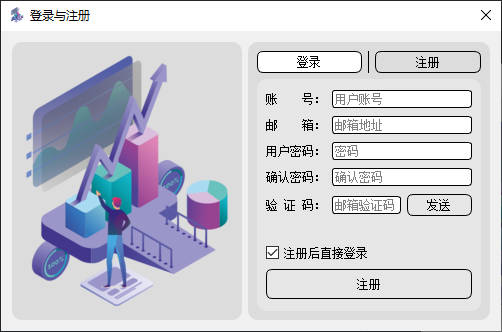 登录与注册
登录 注册
账 号： 用户账号
邮 箱： 邮箱地址
用户密码： 密码
确认密码： 确认密码
验 证 码： 邮箱验证码 发送
注册后直接登录
注册
100%
100%